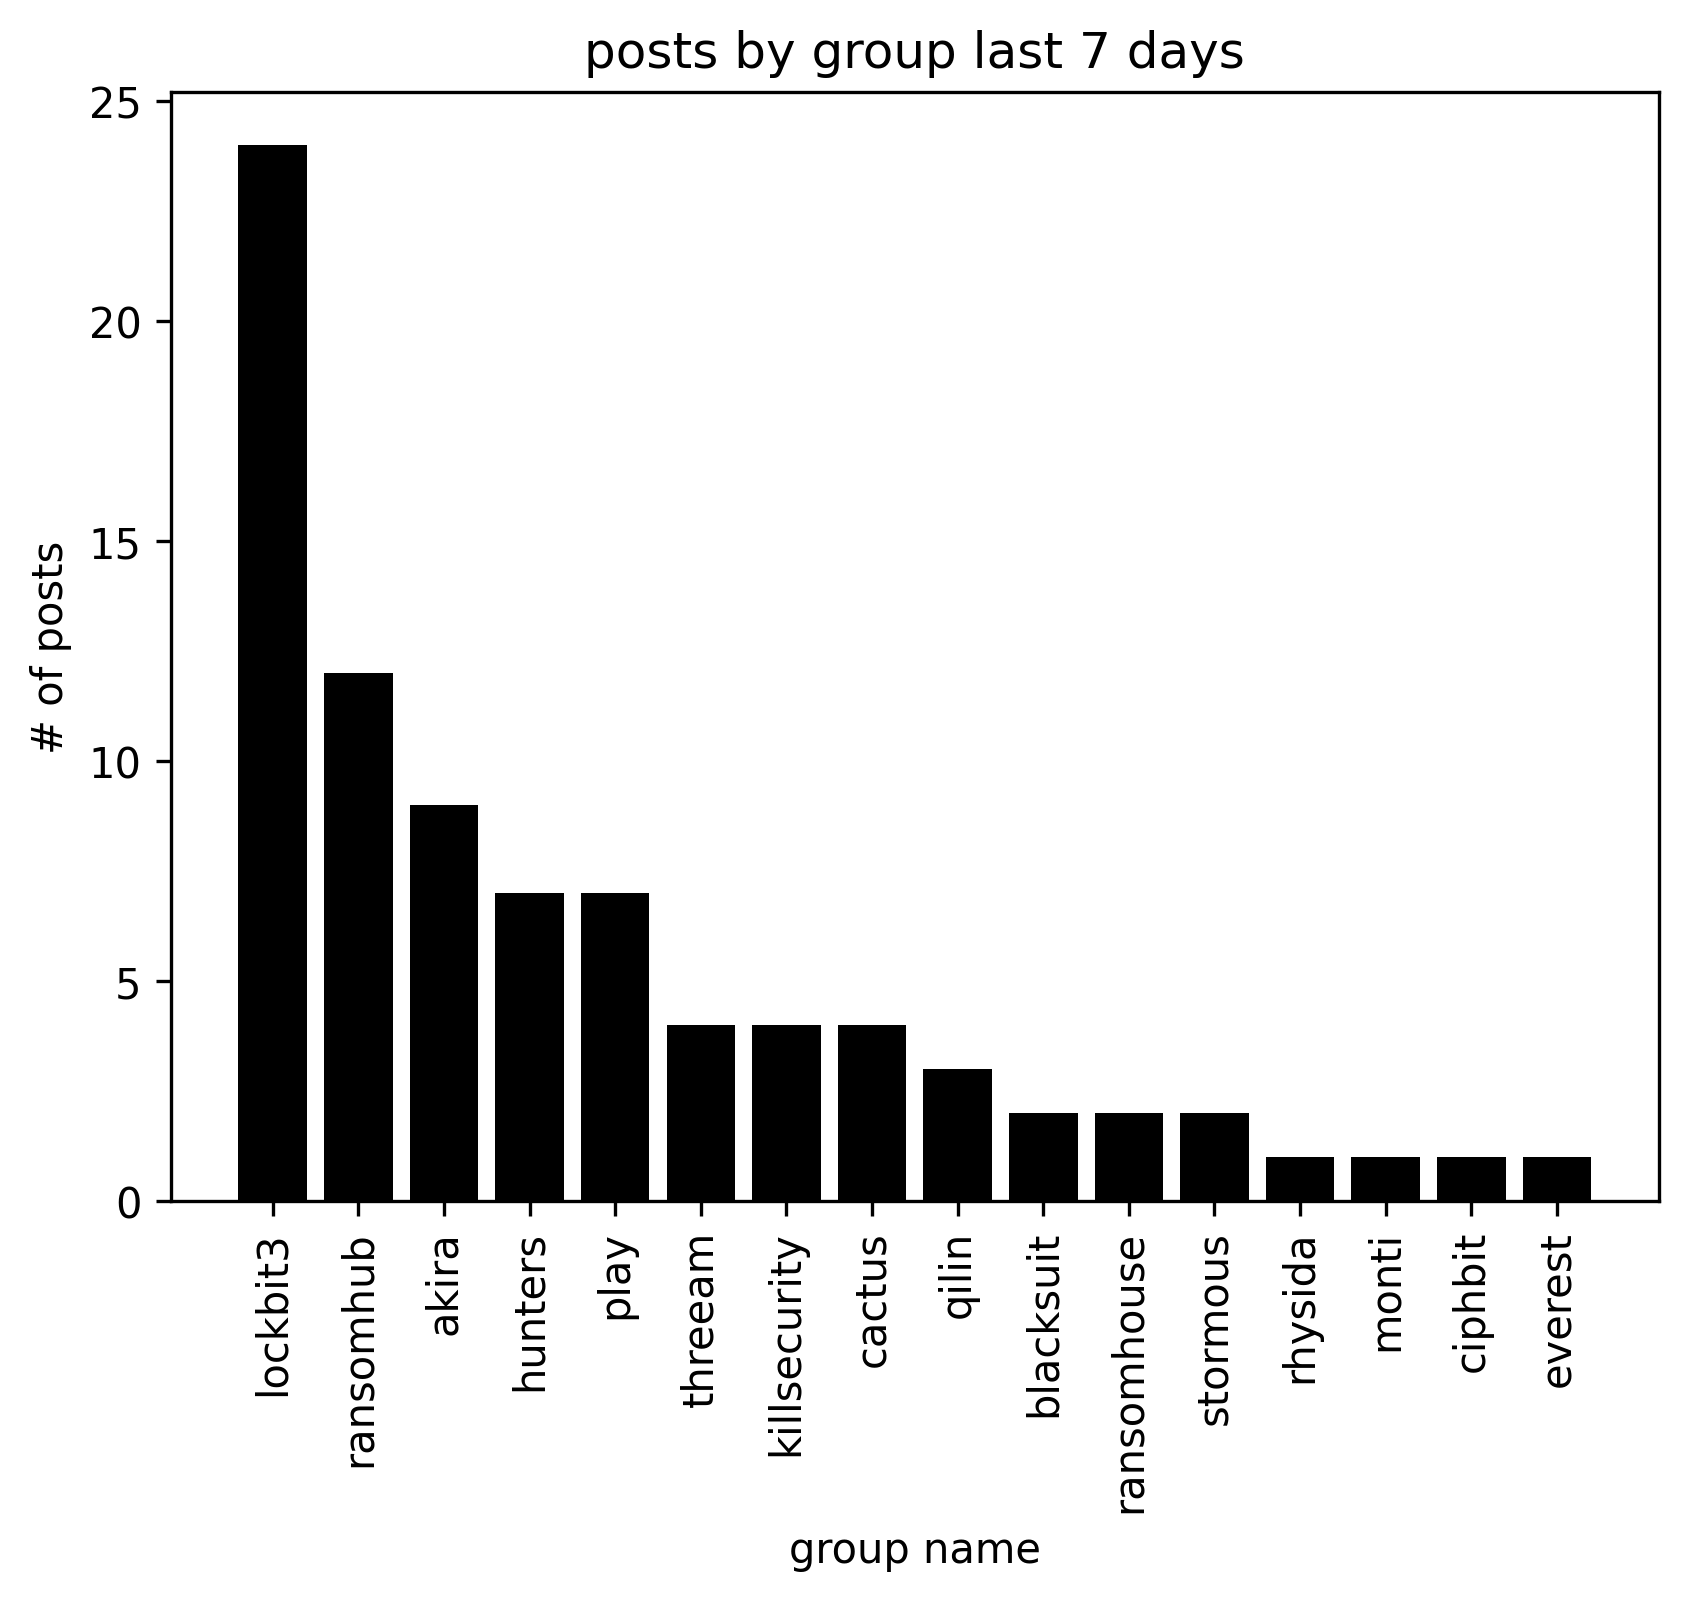 posts by group last 7 days
25
20
15
10
5
0
# of posts
lockbit3
ransomhub
akira
hunters
play
threeam
killsecurity
cactus
qilin
blacksuit
ransomhouse
stormous
rhysida
monti
ciphbit
everest
group name